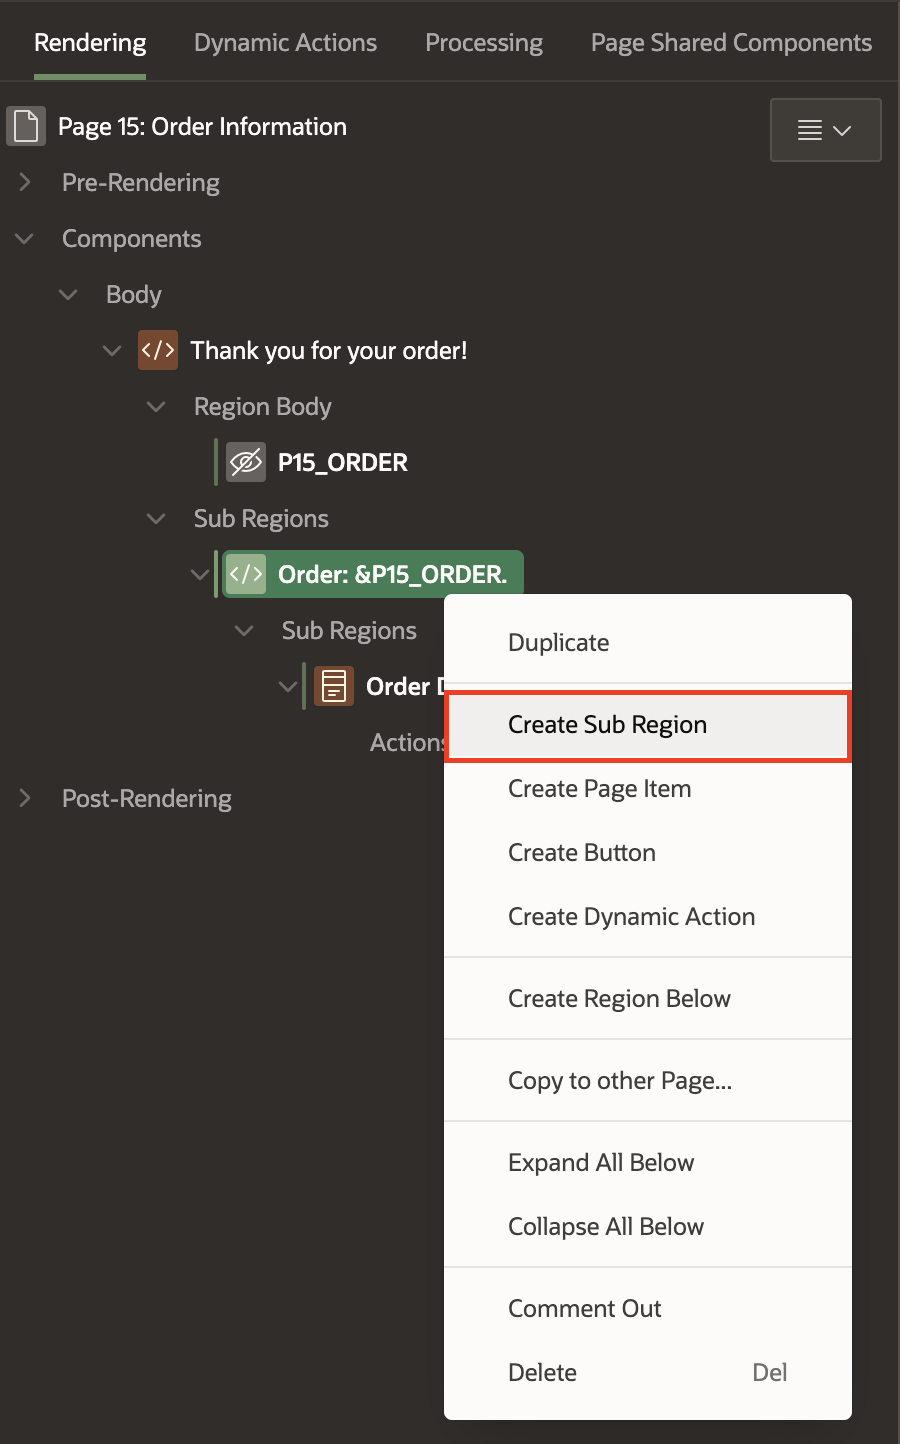 Rendering Dynamic Actions Processing Page Shared Components
Page 15: Order Information
Pre-Rendering
Components
Body
</> Thank you for your order!
Region Body
P15_ORDER
Sub Regions
</> Order: &P15_ORDER.
Sub Regions
Duplicate
Order
Create Sub Region
Actions
Create Page Item
Post-Rendering
Create Button
Create Dynamic Action
Create Region Below
Copy to other Page...
Expand All Below
Collapse All Below
Comment Out
Delete Del